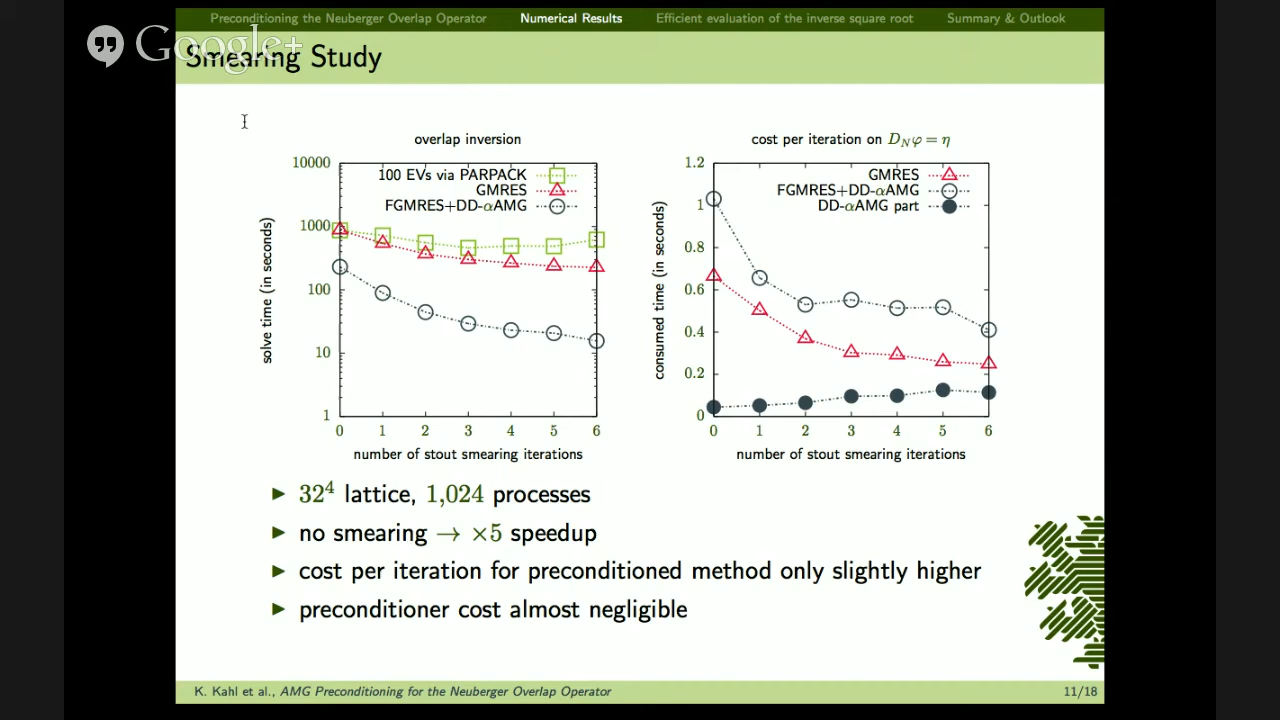 Preconditioning the Neuberger Overlap Operator Numerical Results Efficient evaluation of the inverse square root Summary & Outlook
Google+
Smearing Study
overlap inversion
10000
1000
100
10
1
0 1 2 3 4 5 6
solve time (in seconds)
number of stout smearing iterations
100 EVs via PARPACK
GMRES
FGMRES+DD-αAMG
cost per iteration on D_Nφ = η
1.2
1
0.8
0.6
0.4
0.2
0
0 1 2 3 4 5 6
consumed time (in seconds)
number of stout smearing iterations
GMRES
FGMRES+DD-αAMG
DD-αAMG part
► 32⁴ lattice, 1,024 processes
► no smearing → ×5 speedup
► cost per iteration for preconditioned method only slightly higher
► preconditioner cost almost negligible
K. Kahl et al., AMG Preconditioning for the Neuberger Overlap Operator 11/18